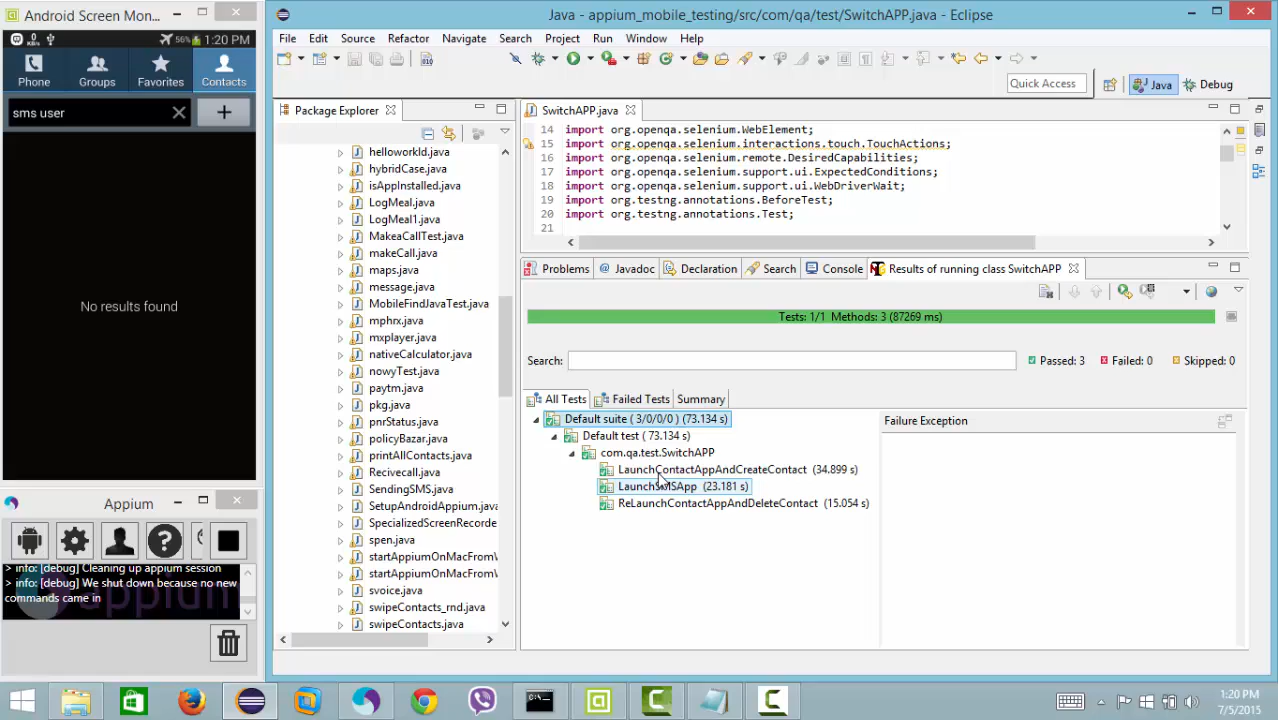 Android Screen Mon...
0
K/s
56%
1:20 PM
Phone
Groups
Favorites
Contacts
sms user
No results found
Appium
> info: [debug] Cleaning up appium session
> info: [debug] We shut down because no new
commands came in
Java - appium_mobile_testing/src/com/qa/test/SwitchAPP.java - Eclipse
File Edit Source Refactor Navigate Search Project Run Window Help
Quick Access
Java
Debug
Package Explorer
helloworkId.java
hybridCase.java
isAppInstalled.java
LogMeal.java
LogMeal1.java
MakeaCallTest.java
makeCall.java
maps.java
message.java
MobileFindJavaTest.java
mphrx.java
mxplayer.java
nativeCalculator.java
nowyTest.java
paytm.java
pkg.java
pnrStatus.java
policyBazar.java
printAllContacts.java
Recivecall.java
SendingSMS.java
SetupAndroidAppium.java
SpecializedScreenRecorde
spen.java
startAppiumOnMacFromW
startAppiumOnMacFromW
svoice.java
swipeContacts_rnd.java
swipeContacts.java
SwitchAPP.java
14 import org.openqa.selenium.WebElement;
15 import org.openqa.selenium.interactions.touch.TouchActions;
16 import org.openqa.selenium.remote.DesiredCapabilities;
17 import org.openqa.selenium.support.ui.ExpectedConditions;
18 import org.openqa.selenium.support.ui.WebDriverWait;
19 import org.testng.annotations.BeforeTest;
20 import org.testng.annotations.Test;
21
Problems
Javadoc
Declaration
Search
Console
Results of running class SwitchAPP
Tests: 1/1 Methods: 3 (87269 ms)
Search:
Passed: 3
Failed: 0
Skipped: 0
All Tests
Failed Tests
Summary
Default suite ( 3/0/0/0 ) (73.134 s)
Default test ( 73.134 s)
com.qa.test.SwitchAPP
LaunchContactAppAndCreateContact (34.899 s)
LaunchSMSApp (23.181 s)
ReLaunchContactAppAndDeleteContact (15.054 s)
Failure Exception
1:20 PM
7/5/2015